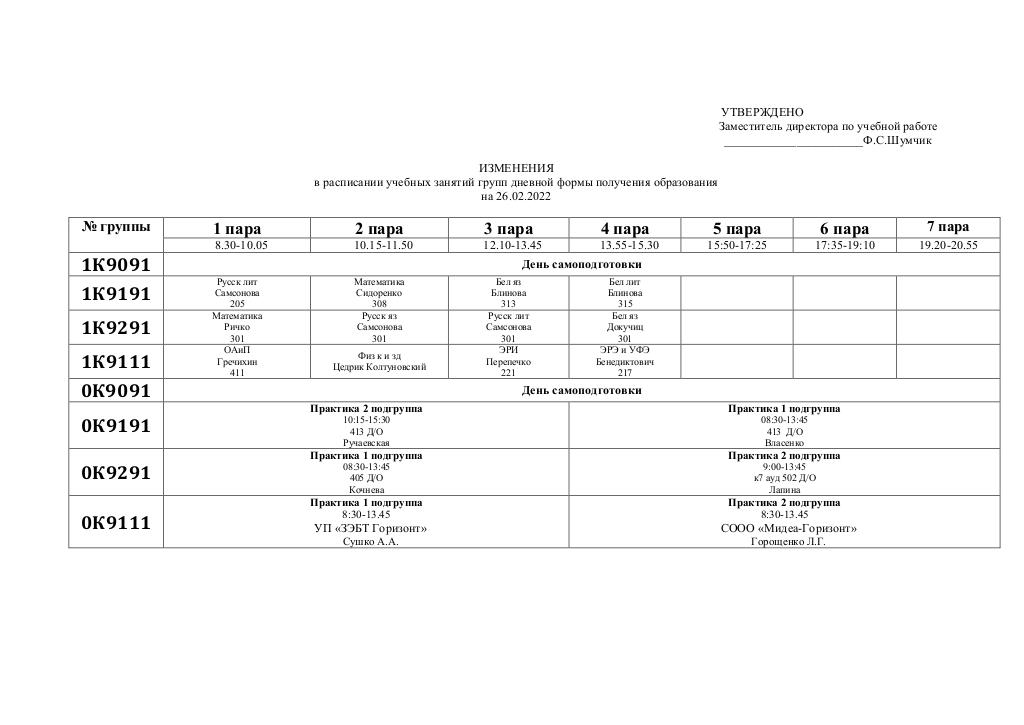 УТВЕРЖДЕНО
Заместитель директора по учебной работе
_______________________Ф.С.Шумчик
ИЗМЕНЕНИЯ
в расписании учебных занятий групп дневной формы получения образования
на 26.02.2022
№ группы 1 пара 2 пара 3 пара 4 пара 5 пара 6 пара 7 пара
8.30-10.05 10.15-11.50 12.10-13.45 13.55-15.30 15:50-17:25 17:35-19:10 19.20-20.55
1К9091 День самоподготовки
1К9191
Русск лит
Самсонова
205
Математика
Сидоренко
308
Бел яз
Блинова
313
Бел лит
Блинова
315
1К9291
Математика
Ричко
301
Русск яз
Самсонова
301
Русск лит
Самсонова
301
Бел яз
Докучиц
301
1К9111
ОАиП
Гречихин
411
Физ к и зд
Цедрик Колтуновский
ЭРИ
Перепечко
221
ЭРЭ и УФЭ
Бенедиктович
217
0К9091 День самоподготовки
0К9191
Практика 2 подгруппа
10:15-15:30
413 Д/О
Ручаевская
Практика 1 подгруппа
08:30-13:45
413 Д/О
Власенко
0К9291
Практика 1 подгруппа
08:30-13:45
405 Д/О
Кочнева
Практика 2 подгруппа
9:00-13:45
к7 ауд 502 Д/О
Лапина
0К9111
Практика 1 подгруппа
8:30-13.45
УП «ЗЭБТ Горизонт»
Сушко А.А.
Практика 2 подгруппа
8:30-13.45
СООО «Мидеа-Горизонт»
Горощенко Л.Г.